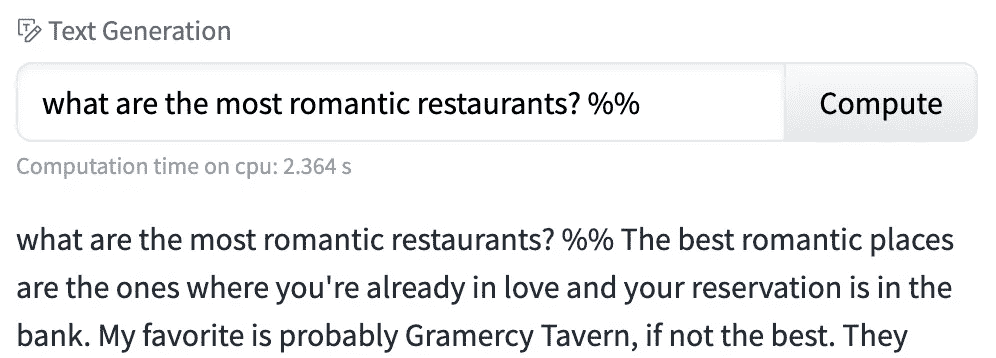 Text Generation
what are the most romantic restaurants? %%
Compute
Computation time on cpu: 2.364 s
what are the most romantic restaurants? %% The best romantic places
are the ones where you're already in love and your reservation is in the
bank. My favorite is probably Gramercy Tavern, if not the best. They